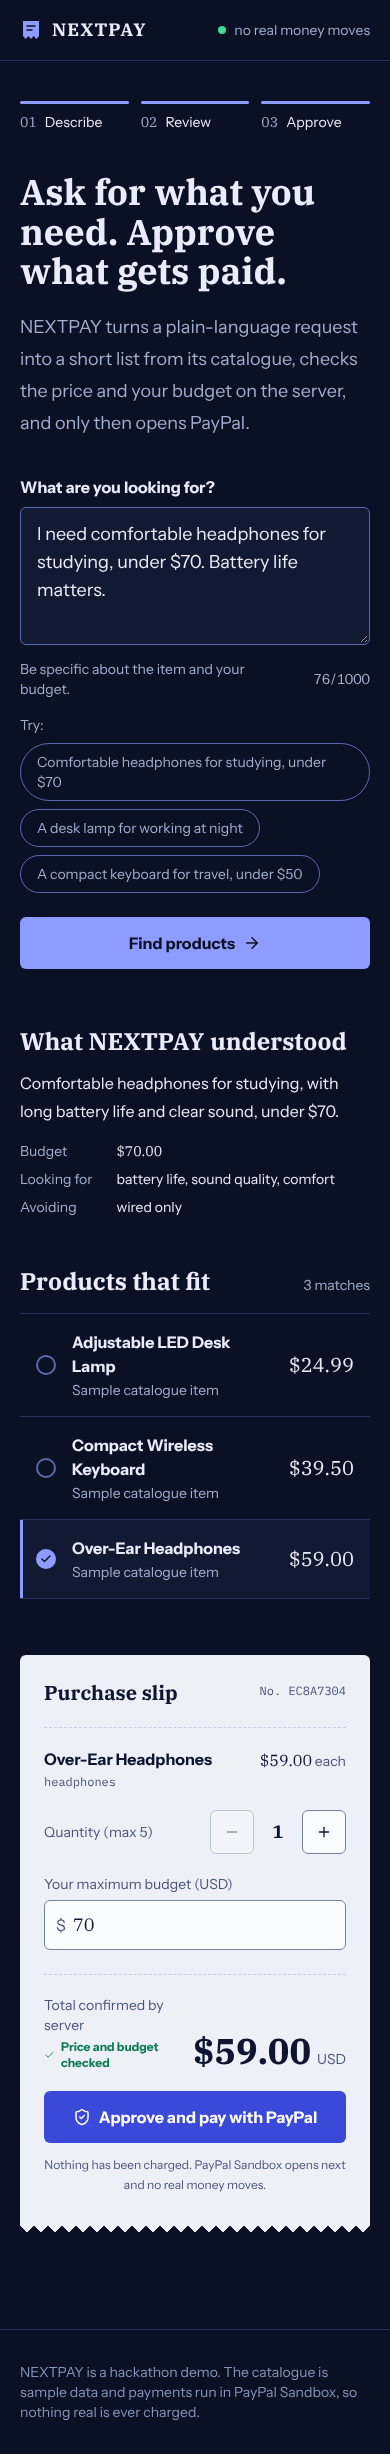 NEXTPAY
no real money moves
01 Describe
02 Review
03 Approve
Ask for what you
need. Approve
what gets paid.
NEXTPAY turns a plain-language request
into a short list from its catalogue, checks
the price and your budget on the server,
and only then opens PayPal.
What are you looking for?
I need comfortable headphones for
studying, under $70. Battery life
matters.
Be specific about the item and your
budget.
76/1000
Try:
Comfortable headphones for studying, under
$70
A desk lamp for working at night
A compact keyboard for travel, under $50
Find products
What NEXTPAY understood
Comfortable headphones for studying, with
long battery life and clear sound, under $70.
Budget $70.00
Looking for battery life, sound quality, comfort
Avoiding wired only
Products that fit
3 matches
Adjustable LED Desk
Lamp
Sample catalogue item
$24.99
Compact Wireless
Keyboard
Sample catalogue item
$39.50
Over-Ear Headphones
Sample catalogue item
$59.00
Purchase slip
No. EC8A7304
Over-Ear Headphones
$59.00 each
headphones
Quantity (max 5)
− 1 +
Your maximum budget (USD)
$ 70
Total confirmed by
server
Price and budget
checked
$59.00 USD
Approve and pay with PayPal
Nothing has been charged. PayPal Sandbox opens next
and no real money moves.
NEXTPAY is a hackathon demo. The catalogue is
sample data and payments run in PayPal Sandbox, so
nothing real is ever charged.